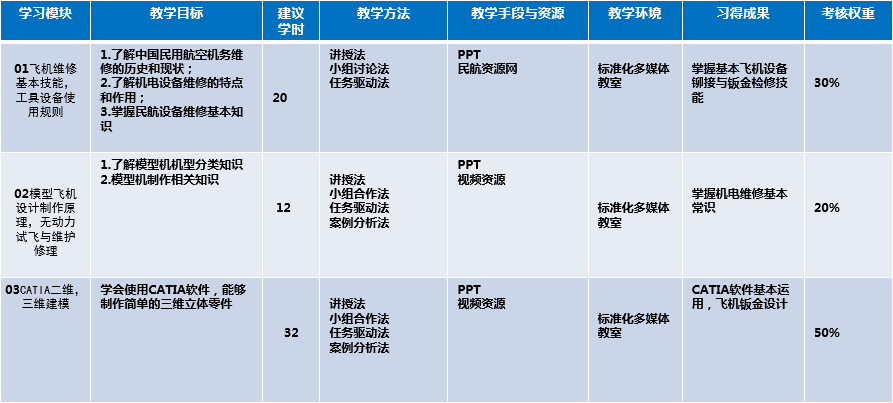 学习模块
教学目标
建议
学时
教学方法
教学手段与资源
教学环境
习得成果
考核权重
01飞机维修
基本技能，
工具设备使
用规则
1.了解中国民用航空机务维
修的历史和现状；
2.了解机电设备维修的特点
和作用；
3.掌握民航设备维修基本知
识
20
讲授法
小组讨论法
任务驱动法
PPT
民航资源网
标准化多媒体
教室
掌握基本飞机设备
铆接与钣金检修技
能
30%
02模型飞机
设计制作原
理，无动力
试飞与维护
修理
1.了解模型机机型分类知识
2.模型机制作相关知识
12
讲授法
小组合作法
任务驱动法
案例分析法
PPT
视频资源
标准化多媒体
教室
掌握机电维修基本
常识
20%
03CATIA二维，
三维建模
学会使用CATIA软件，能够
制作简单的三维立体零件
32
讲授法
小组合作法
任务驱动法
案例分析法
PPT
视频资源
标准化多媒体
教室
CATIA软件基本运
用，飞机钣金设计
50%